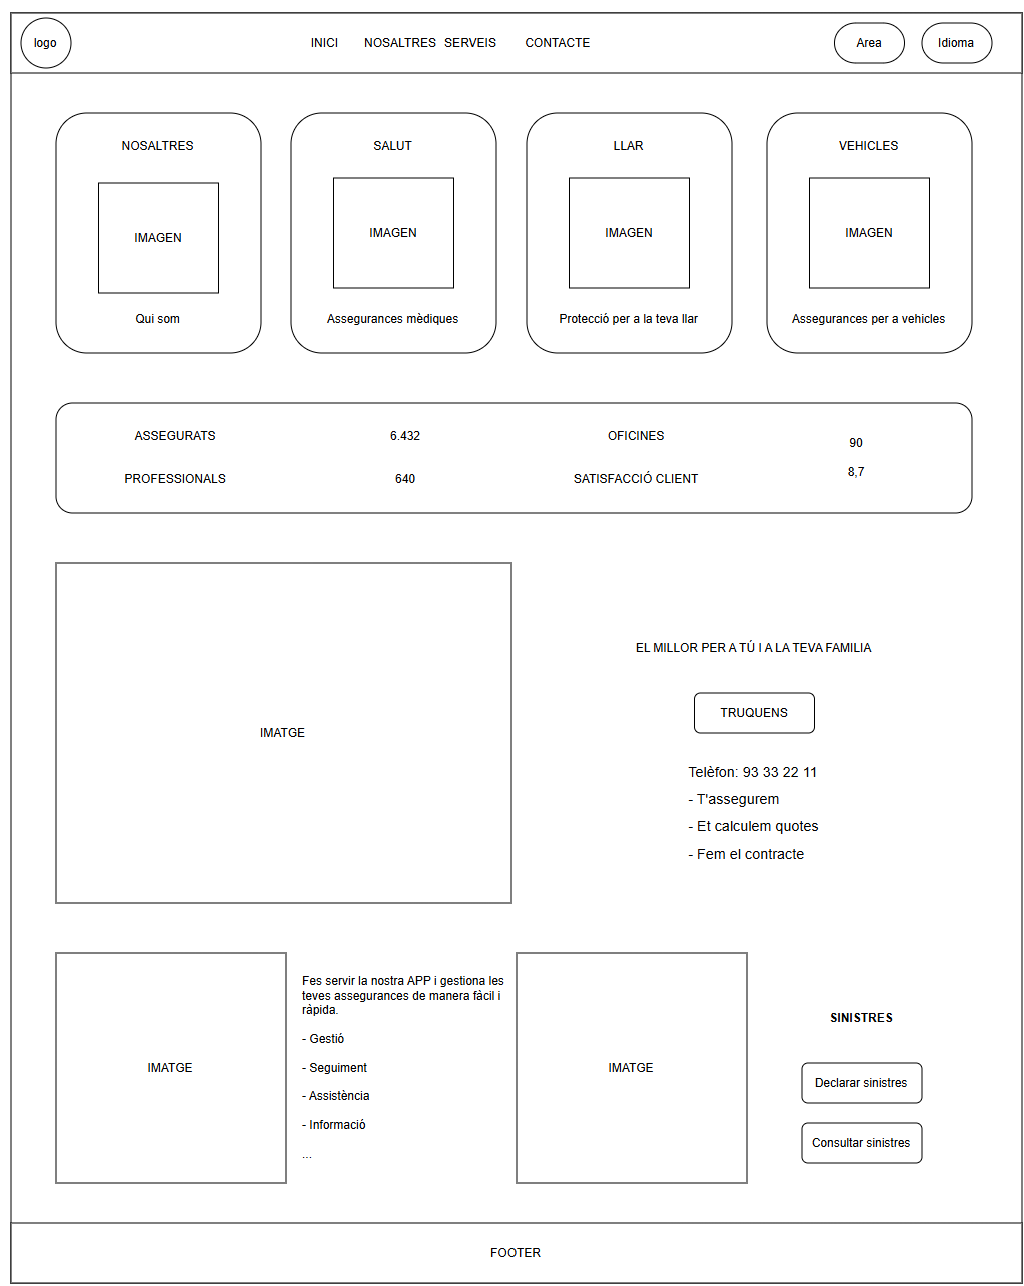 logo
INICI
NOSALTRES
SERVEIS
CONTACTE
Area
Idioma
NOSALTRES
IMAGEN
Qui som
SALUT
IMAGEN
Assegurances mèdiques
LLAR
IMAGEN
Protecció per a la teva llar
VEHICLES
IMAGEN
Assegurances per a vehicles
ASSEGURATS
6.432
OFICINES
90
PROFESSIONALS
640
SATISFACCIÓ CLIENT
8,7
IMATGE
EL MILLOR PER A TÚ I A LA TEVA FAMILIA
TRUQUENS
Telèfon: 93 33 22 11
- T'assegurem
- Et calculem quotes
- Fem el contracte
IMATGE
Fes servir la nostra APP i gestiona les
teves assegurances de manera fàcil i
ràpida.
- Gestió
- Seguiment
- Assistència
- Informació
...
IMATGE
SINISTRES
Declarar sinistres
Consultar sinistres
FOOTER